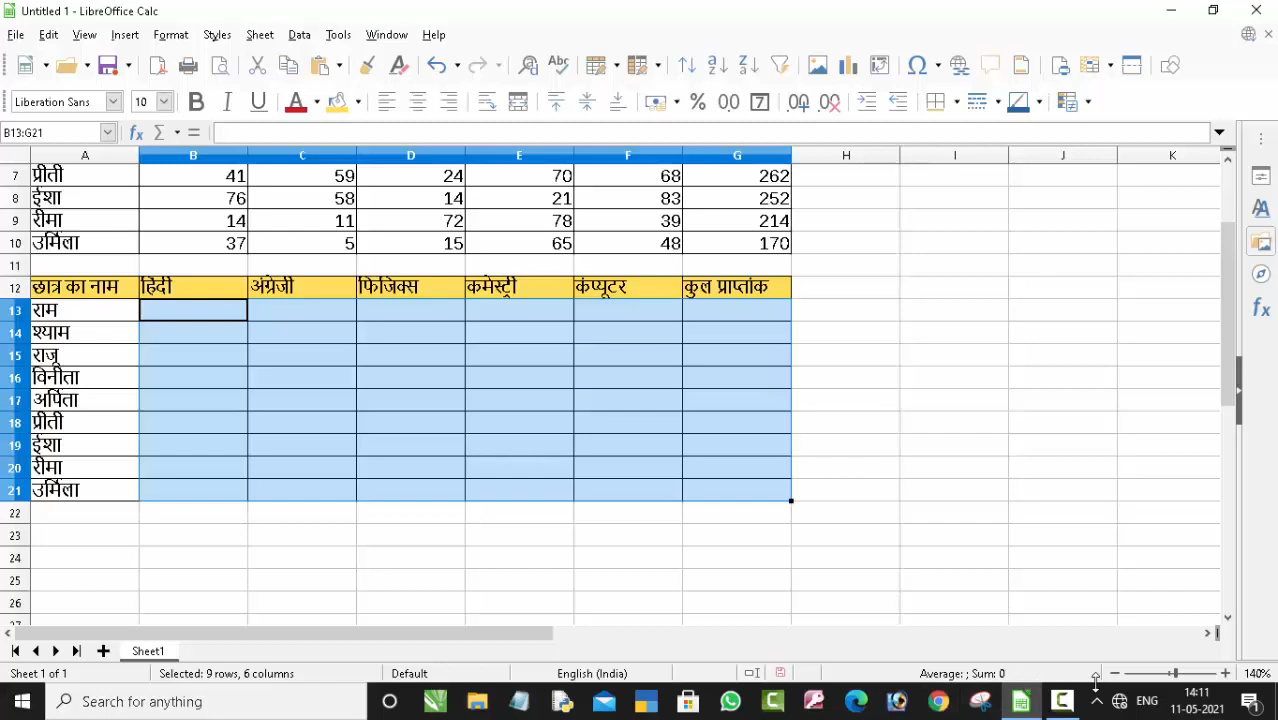 Untitled 1 - LibreOffice Calc
File Edit View Insert Format Styles Sheet Data Tools Window Help
Liberation Sans 10
B13:G21
A B C D E F G H I J K
7 प्रीती 41 59 24 70 68 262
8 ईशा 76 58 14 21 83 252
9 रीमा 14 11 72 78 39 214
10 उर्मिला 37 5 15 65 48 170
11
12 छात्र का नाम हिंदी अंग्रेजी फिजिक्स कमेस्ट्री कंप्यूटर कुल प्राप्तांक
13 राम
14 श्याम
15 राजू
16 विनीता
17 अर्पिता
18 प्रीती
19 ईशा
20 रीमा
21 उर्मिला
22
23
24
25
26
Sheet1
Sheet 1 of 1 Selected: 9 rows, 6 columns Default English (India) Average: ; Sum: 0 140%
Search for anything ENG 14:11
11-05-2021